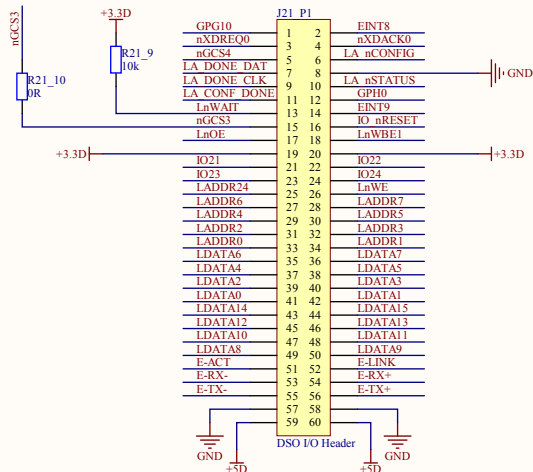 J21_P1
nGCS3
+3.3D
R21_9
10k
R21_10
0R
GPG10 1 2 EINT8
nXDREQ0 3 4 nXDACK0
nGCS4 5 6 LA_nCONFIG
LA_DONE_DAT 7 8 GND
LA_DONE_CLK 9 10 LA_nSTATUS
LA_CONF_DONE 11 12 GPH0
LnWAIT 13 14 EINT9
nGCS3 15 16 IO_nRESET
LnOE 17 18 LnWBE1
+3.3D 19 20 +3.3D
IO21 21 22 IO22
IO23 23 24 IO24
LADDR24 25 26 LnWE
LADDR6 27 28 LADDR7
LADDR4 29 30 LADDR5
LADDR2 31 32 LADDR3
LADDR0 33 34 LADDR1
LDATA6 35 36 LDATA7
LDATA4 37 38 LDATA5
LDATA2 39 40 LDATA3
LDATA0 41 42 LDATA1
LDATA14 43 44 LDATA15
LDATA12 45 46 LDATA13
LDATA10 47 48 LDATA11
LDATA8 49 50 LDATA9
E-ACT 51 52 E-LINK
E-RX- 53 54 E-RX+
E-TX- 55 56 E-TX+
57 58
59 60
DSO I/O Header
GND GND
+5D +5D